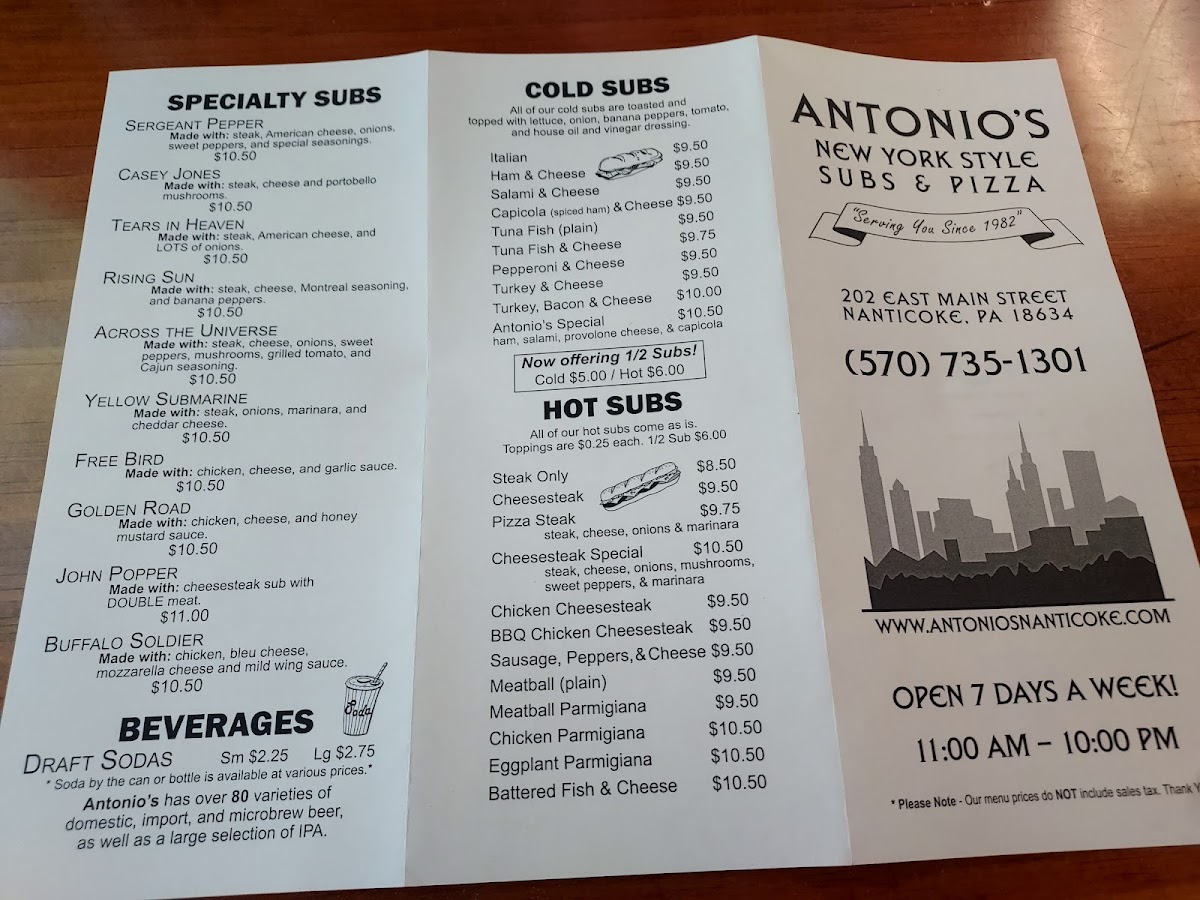 SPECIALTY SUBS
SERGEANT PEPPER
Made with: steak, American cheese, onions,
sweet peppers, and special seasonings.
$10.50
CASEY JONES
Made with: steak, cheese and portobello
mushrooms.
$10.50
TEARS IN HEAVEN
Made with: steak, American cheese, and
LOTS of onions.
$10.50
RISING SUN
Made with: steak, cheese, Montreal seasoning,
and banana peppers.
$10.50
ACROSS THE UNIVERSE
Made with: steak, cheese, onions, sweet
peppers, mushrooms, grilled tomato, and
Cajun seasoning.
$10.50
YELLOW SUBMARINE
Made with: steak, onions, marinara, and
cheddar cheese.
$10.50
FREE BIRD
Made with: chicken, cheese, and garlic sauce.
$10.50
GOLDEN ROAD
Made with: chicken, cheese, and honey
mustard sauce.
$10.50
JOHN POPPER
Made with: cheesesteak sub with
DOUBLE meat.
$11.00
BUFFALO SOLDIER
Made with: chicken, bleu cheese,
mozzarella cheese and mild wing sauce.
$10.50
Soda
BEVERAGES
DRAFT SODAS Sm $2.25 Lg $2.75
* Soda by the can or bottle is available at various prices.*
Antonio's has over 80 varieties of
domestic, import, and microbrew beer,
as well as a large selection of IPA.
COLD SUBS
All of our cold subs are toasted and
topped with lettuce, onion, banana peppers, tomato,
and house oil and vinegar dressing.
Italian $9.50
Ham & Cheese $9.50
Salami & Cheese $9.50
Capicola (spiced ham) & Cheese $9.50
Tuna Fish (plain) $9.50
Tuna Fish & Cheese $9.75
Pepperoni & Cheese $9.50
Turkey & Cheese $9.50
Turkey, Bacon & Cheese $10.00
Antonio's Special $10.50
ham, salami, provolone cheese, & capicola
Now offering 1/2 Subs!
Cold $5.00 / Hot $6.00
HOT SUBS
All of our hot subs come as is.
Toppings are $0.25 each. 1/2 Sub $6.00
Steak Only $8.50
Cheesesteak $9.50
Pizza Steak $9.75
steak, cheese, onions & marinara
Cheesesteak Special $10.50
steak, cheese, onions, mushrooms,
sweet peppers, & marinara
Chicken Cheesesteak $9.50
BBQ Chicken Cheesesteak $9.50
Sausage, Peppers, & Cheese $9.50
Meatball (plain) $9.50
Meatball Parmigiana $9.50
Chicken Parmigiana $10.50
Eggplant Parmigiana $10.50
Battered Fish & Cheese $10.50
ANTONIO'S
NEW YORK STYLE
SUBS & PIZZA
"Serving You Since 1982"
202 EAST MAIN STREET
NANTICOKE, PA 18634
(570) 735-1301
WWW.ANTONIOSNANTICOKE.COM
OPEN 7 DAYS A WEEK!
11:00 AM – 10:00 PM
* Please Note - Our menu prices do NOT include sales tax. Thank